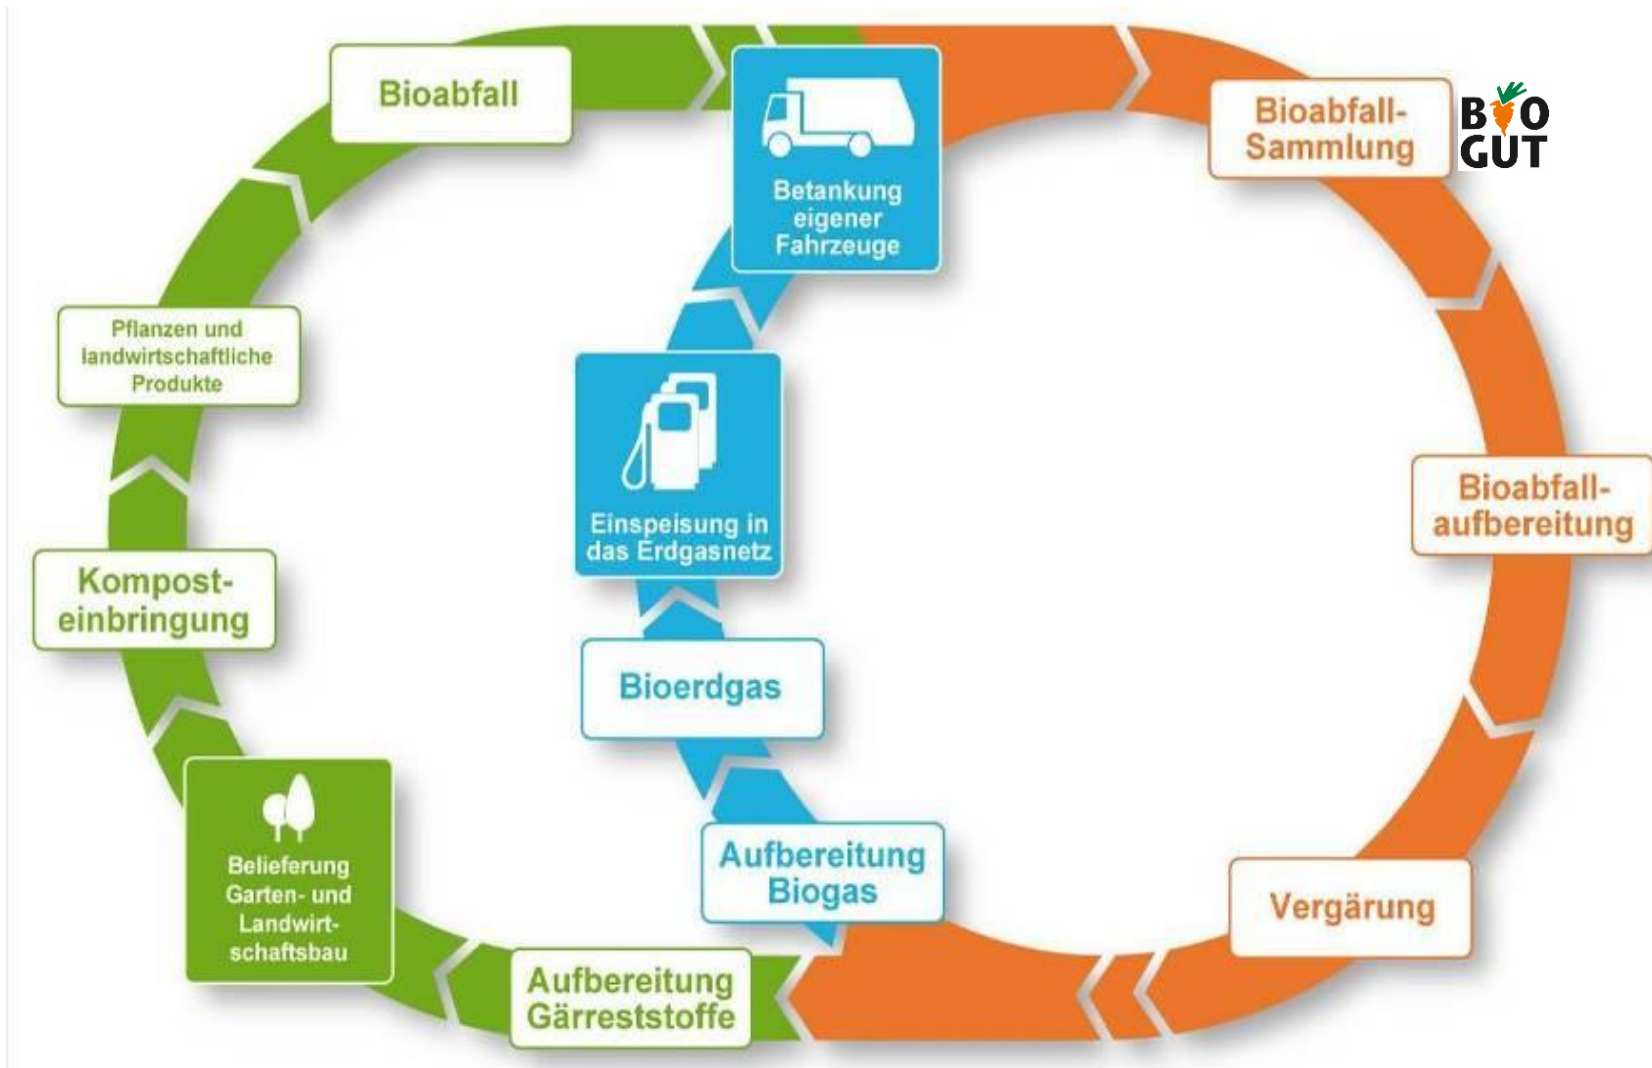 Bioabfall
Betankung
eigener
Fahrzeuge
Bioabfall-
Sammlung
BIO
GUT
Pflanzen und
landwirtschaftliche
Produkte
Einspeisung in
das Erdgasnetz
Bioabfall-
aufbereitung
Kompost-
einbringung
Bioerdgas
Belieferung
Garten- und
Landwirt-
schaftsbau
Aufbereitung
Biogas
Vergärung
Aufbereitung
Gärreststoffe